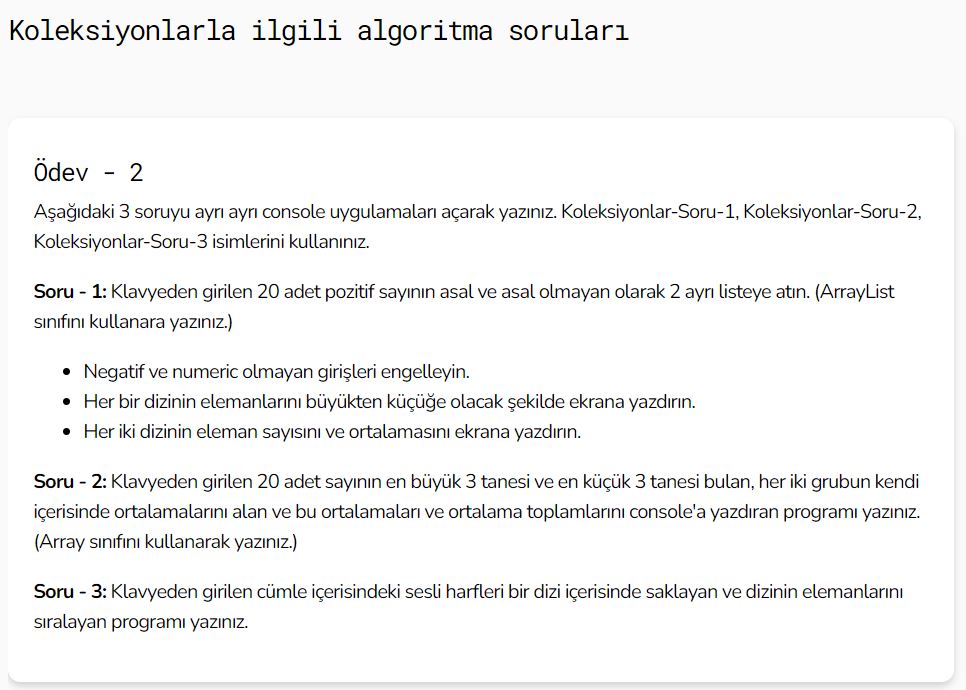 Koleksiyonlarla ilgili algoritma soruları
Ödev - 2
Aşağıdaki 3 soruyu ayrı ayrı console uygulamaları açarak yazınız. Koleksiyonlar-Soru-1, Koleksiyonlar-Soru-2,
Koleksiyonlar-Soru-3 isimlerini kullanınız.
Soru - 1: Klavyeden girilen 20 adet pozitif sayının asal ve asal olmayan olarak 2 ayrı listeye atın. (ArrayList
sınıfını kullanara yazınız.)
• Negatif ve numeric olmayan girişleri engelleyin.
• Her bir dizinin elemanlarını büyükten küçüğe olacak şekilde ekrana yazdırın.
• Her iki dizinin eleman sayısını ve ortalamasını ekrana yazdırın.
Soru - 2: Klavyeden girilen 20 adet sayının en büyük 3 tanesi ve en küçük 3 tanesi bulan, her iki grubun kendi
içerisinde ortalamalarını alan ve bu ortalamaları ve ortalama toplamlarını console'a yazdıran programı yazınız.
(Array sınıfını kullanarak yazınız.)
Soru - 3: Klavyeden girilen cümle içerisindeki sesli harfleri bir dizi içerisinde saklayan ve dizinin elemanlarını
sıralayan programı yazınız.